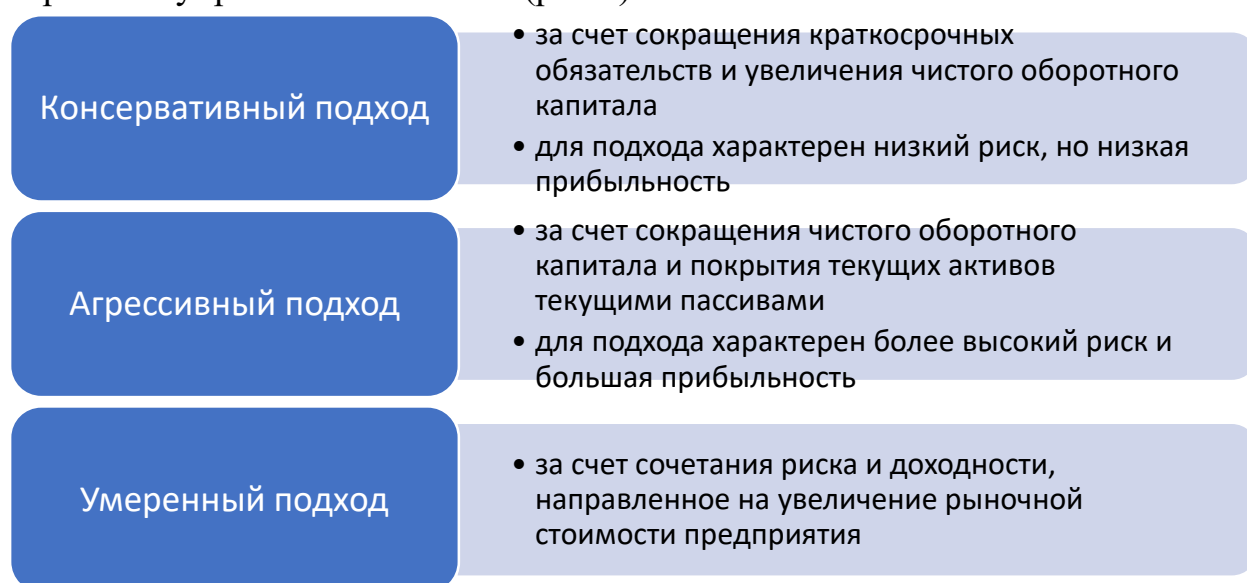 Консервативный подход
• за счет сокращения краткосрочных
обязательств и увеличения чистого оборотного
капитала
• для подхода характерен низкий риск, но низкая
прибыльность
Агрессивный подход
• за счет сокращения чистого оборотного
капитала и покрытия текущих активов
текущими пассивами
• для подхода характерен более высокий риск и
большая прибыльность
Умеренный подход
• за счет сочетания риска и доходности,
направленное на увеличение рыночной
стоимости предприятия